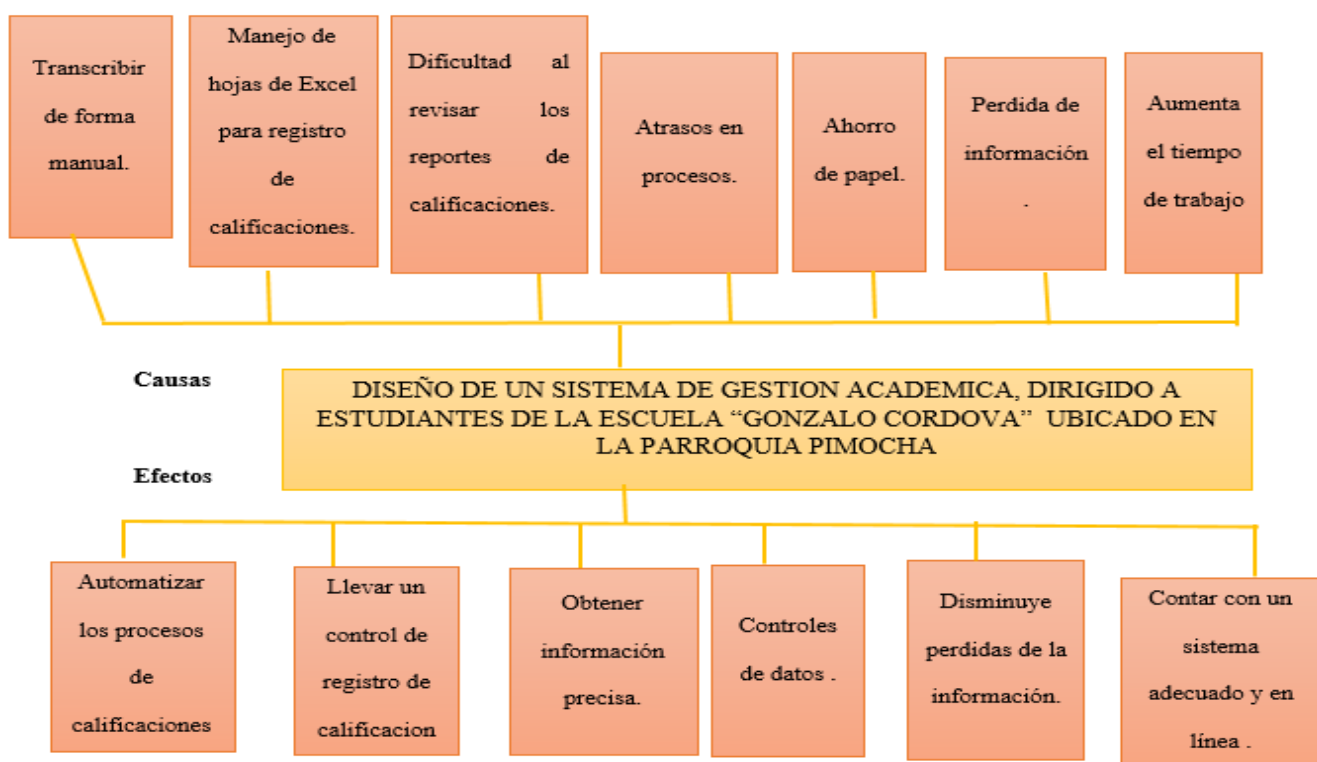 Transcribir
de forma
manual.
Manejo de
hojas de Excel
para registro
de
calificaciones.
Dificultad al
revisar los
reportes de
calificaciones.
Atrasos en
procesos.
Ahorro
de papel.
Perdida de
información
.
Aumenta
el tiempo
de trabajo
Causas
DISEÑO DE UN SISTEMA DE GESTION ACADEMICA, DIRIGIDO A
ESTUDIANTES DE LA ESCUELA “GONZALO CORDOVA” UBICADO EN
LA PARROQUIA PIMOCHA
Efectos
Automatizar
los procesos
de
calificaciones
Llevar un
control de
registro de
calificacion
Obtener
información
precisa.
Controles
de datos .
Disminuye
perdidas de la
información.
Contar con un
sistema
adecuado y en
línea .